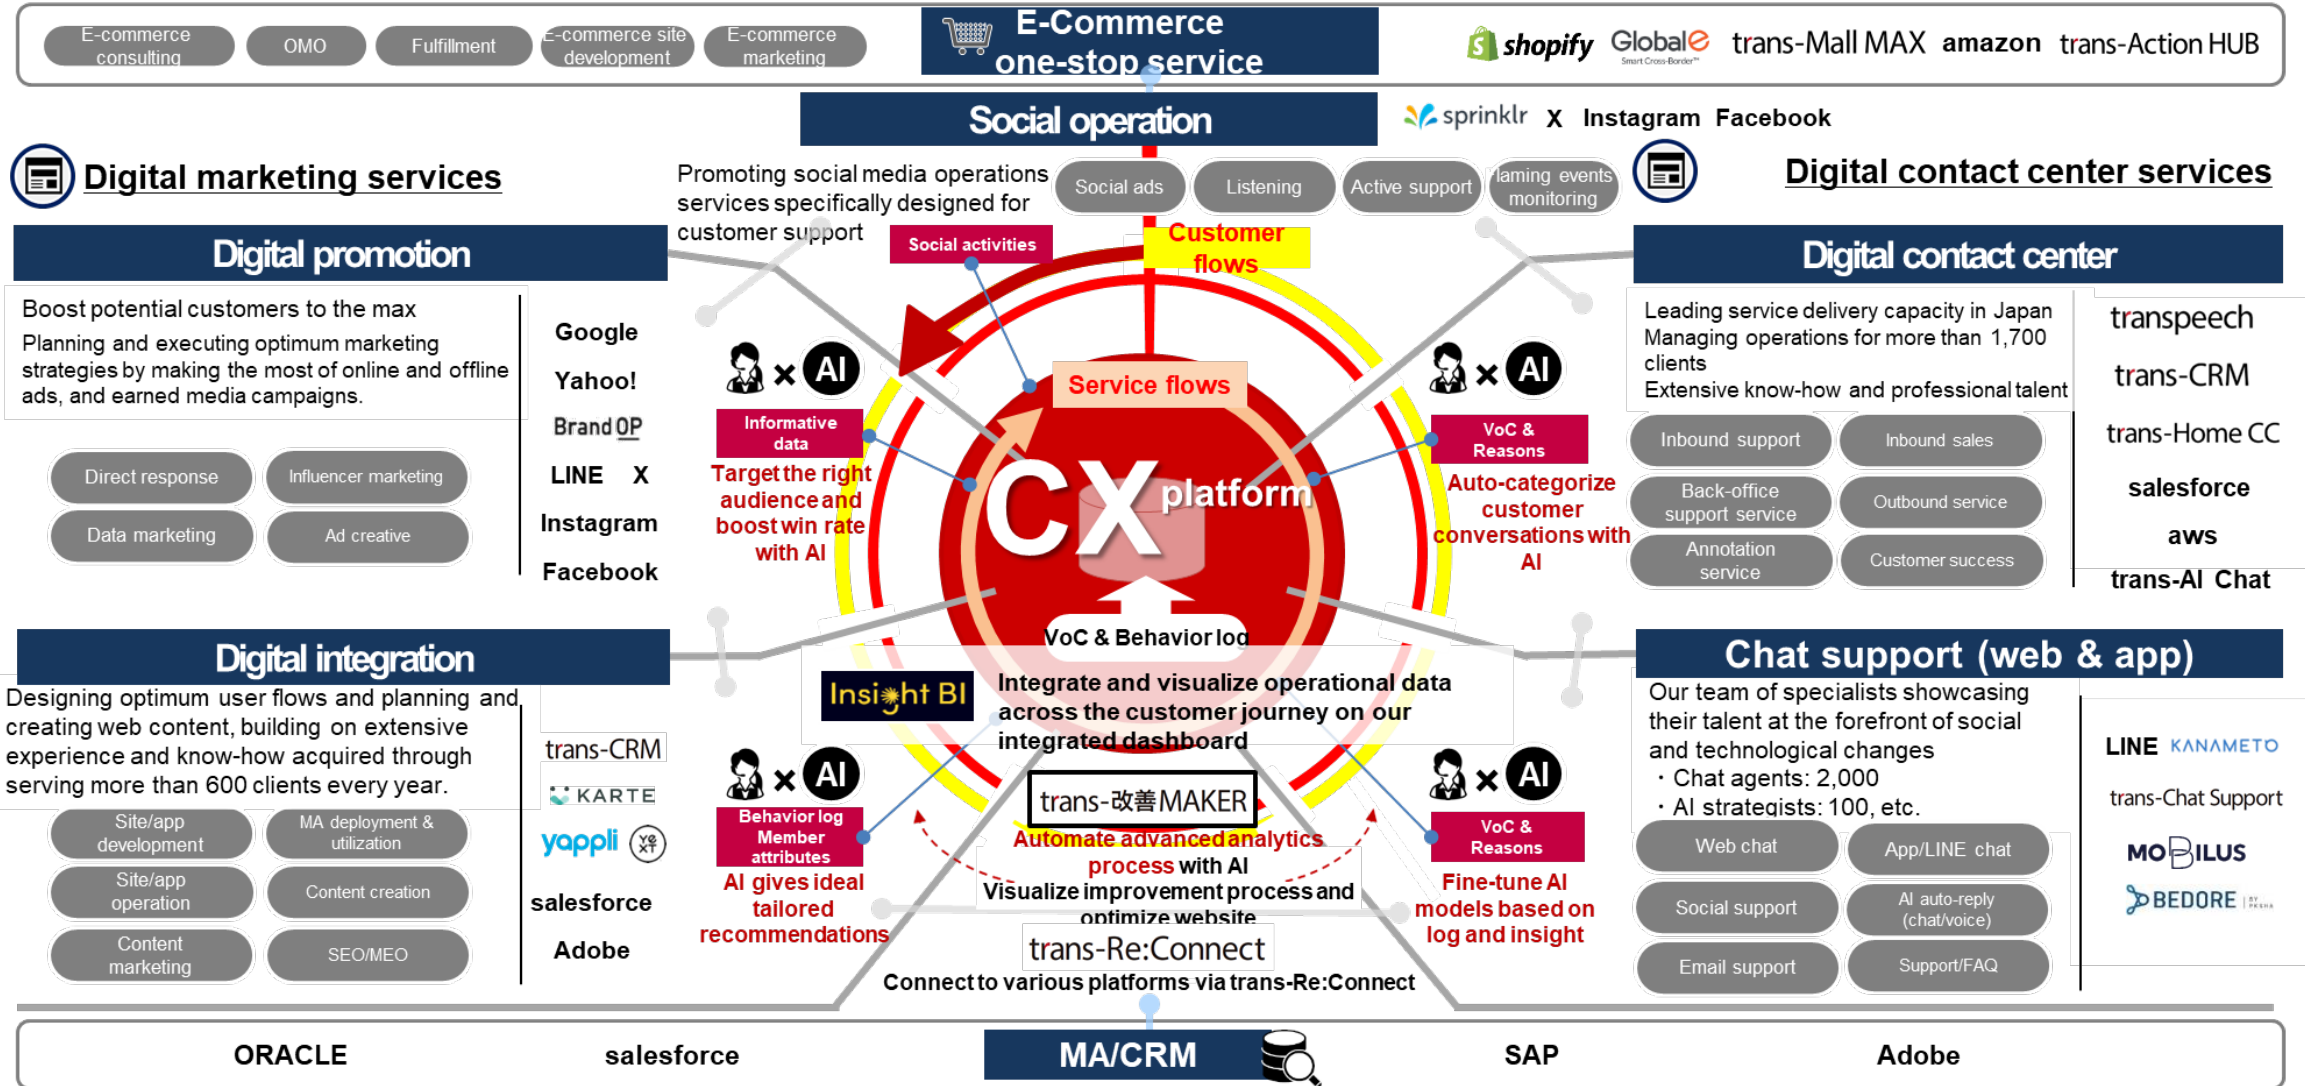 E-commerce
consulting
OMO
Fulfillment
E-commerce site
development
E-commerce
marketing
E-Commerce
one-stop service
shopify
Globale
Smart Cross-Border™
trans-Mall MAX
amazon
trans-Action HUB
Social operation
sprinklr
X
Instagram
Facebook
Digital marketing services
Promoting social media operations
services specifically designed for
customer support
Social ads
Listening
Active support
laming events
monitoring
Digital contact center services
Digital promotion
Social activities
Customer
flows
Digital contact center
Boost potential customers to the max
Planning and executing optimum marketing
strategies by making the most of online and offline
ads, and earned media campaigns.
Google
Yahoo!
Brand OP
LINE X
Instagram
Facebook
Direct response
Influencer marketing
Data marketing
Ad creative
× AI
Informative
data
Target the right
audience and
boost win rate
with AI
Service flows
CX platform
VoC & Behavior log
× AI
VoC &
Reasons
Auto-categorize
customer
conversations with
AI
Leading service delivery capacity in Japan
Managing operations for more than 1,700
clients
Extensive know-how and professional talent
Inbound support
Inbound sales
Back-office
support service
Outbound service
Annotation
service
Customer success
transpeech
trans-CRM
trans-Home CC
salesforce
aws
trans-AI Chat
Digital integration
Designing optimum user flows and planning and
creating web content, building on extensive
experience and know-how acquired through
serving more than 600 clients every year.
trans-CRM
KARTE
yappli
YEXT
salesforce
Adobe
Site/app
development
MA deployment &
utilization
Site/app
operation
Content creation
Content
marketing
SEO/MEO
Insight BI
Integrate and visualize operational data
across the customer journey on our
integrated dashboard
× AI
Behavior log
Member
attributes
AI gives ideal
tailored
recommendations
trans-改善MAKER
Automate advanced analytics
process with AI
Visualize improvement process and
optimize website
trans-Re:Connect
Connect to various platforms via trans-Re:Connect
× AI
VoC &
Reasons
Fine-tune AI
models based on
log and insight
Chat support (web & app)
Our team of specialists showcasing
their talent at the forefront of social
and technological changes
・Chat agents: 2,000
・AI strategists: 100, etc.
Web chat
App/LINE chat
Social support
AI auto-reply
(chat/voice)
Email support
Support/FAQ
LINE KANAMETO
trans-Chat Support
MOBILUS
BEDORE BY PKSHA
ORACLE
salesforce
MA/CRM
SAP
Adobe